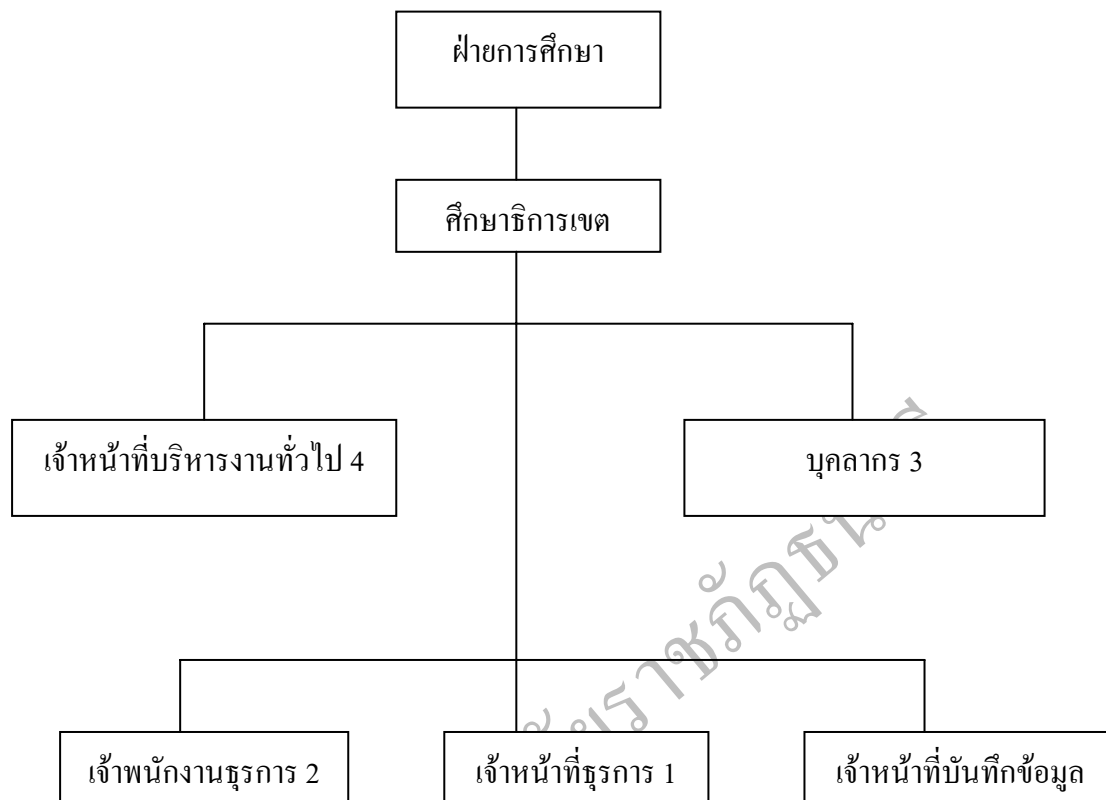 ฝ่ายการศึกษา
ศึกษาธิการเขต
เจ้าหน้าที่บริหารงานทั่วไป 4
บุคลากร 3
เจ้าพนักงานธุรการ 2
เจ้าหน้าที่ธุรการ 1
เจ้าหน้าที่บันทึกข้อมูล